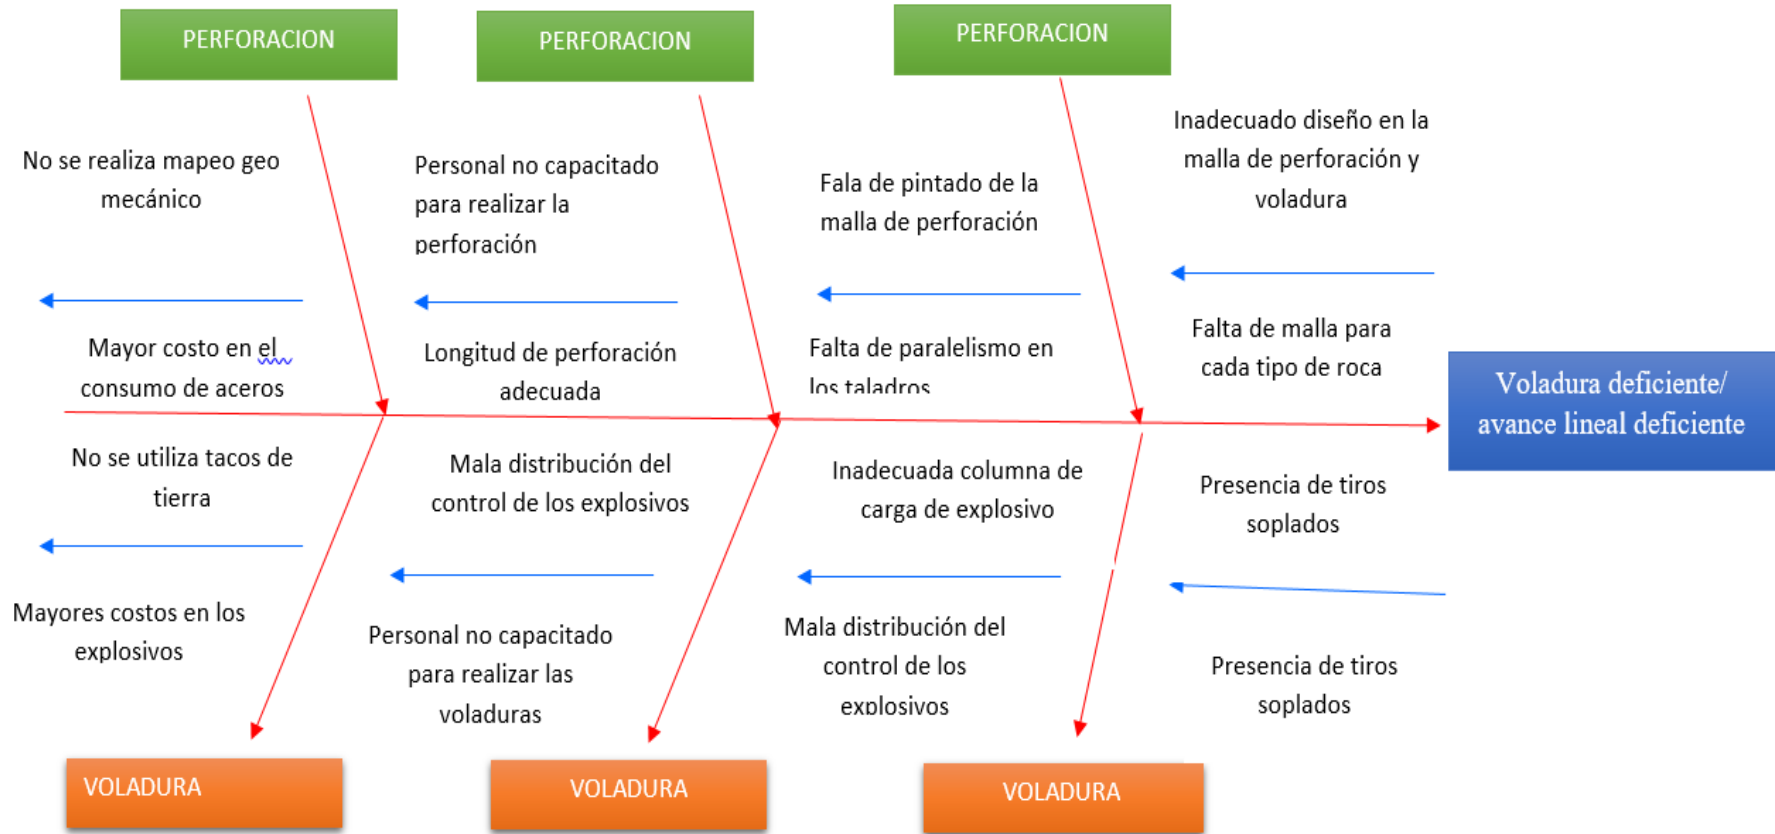 PERFORACION
PERFORACION
PERFORACION
No se realiza mapeo geo
mecánico
Personal no capacitado
para realizar la
perforación
Fala de pintado de la
malla de perforación
Inadecuado diseño en la
malla de perforación y
voladura
Mayor costo en el
consumo de aceros
Longitud de perforación
adecuada
Falta de paralelismo en
los taladros
Falta de malla para
cada tipo de roca
Voladura deficiente/
avance lineal deficiente
No se utiliza tacos de
tierra
Mala distribución del
control de los explosivos
Inadecuada columna de
carga de explosivo
Presencia de tiros
soplados
Mayores costos en los
explosivos
Personal no capacitado
para realizar las
voladuras
Mala distribución del
control de los
explosivos
Presencia de tiros
soplados
VOLADURA
VOLADURA
VOLADURA